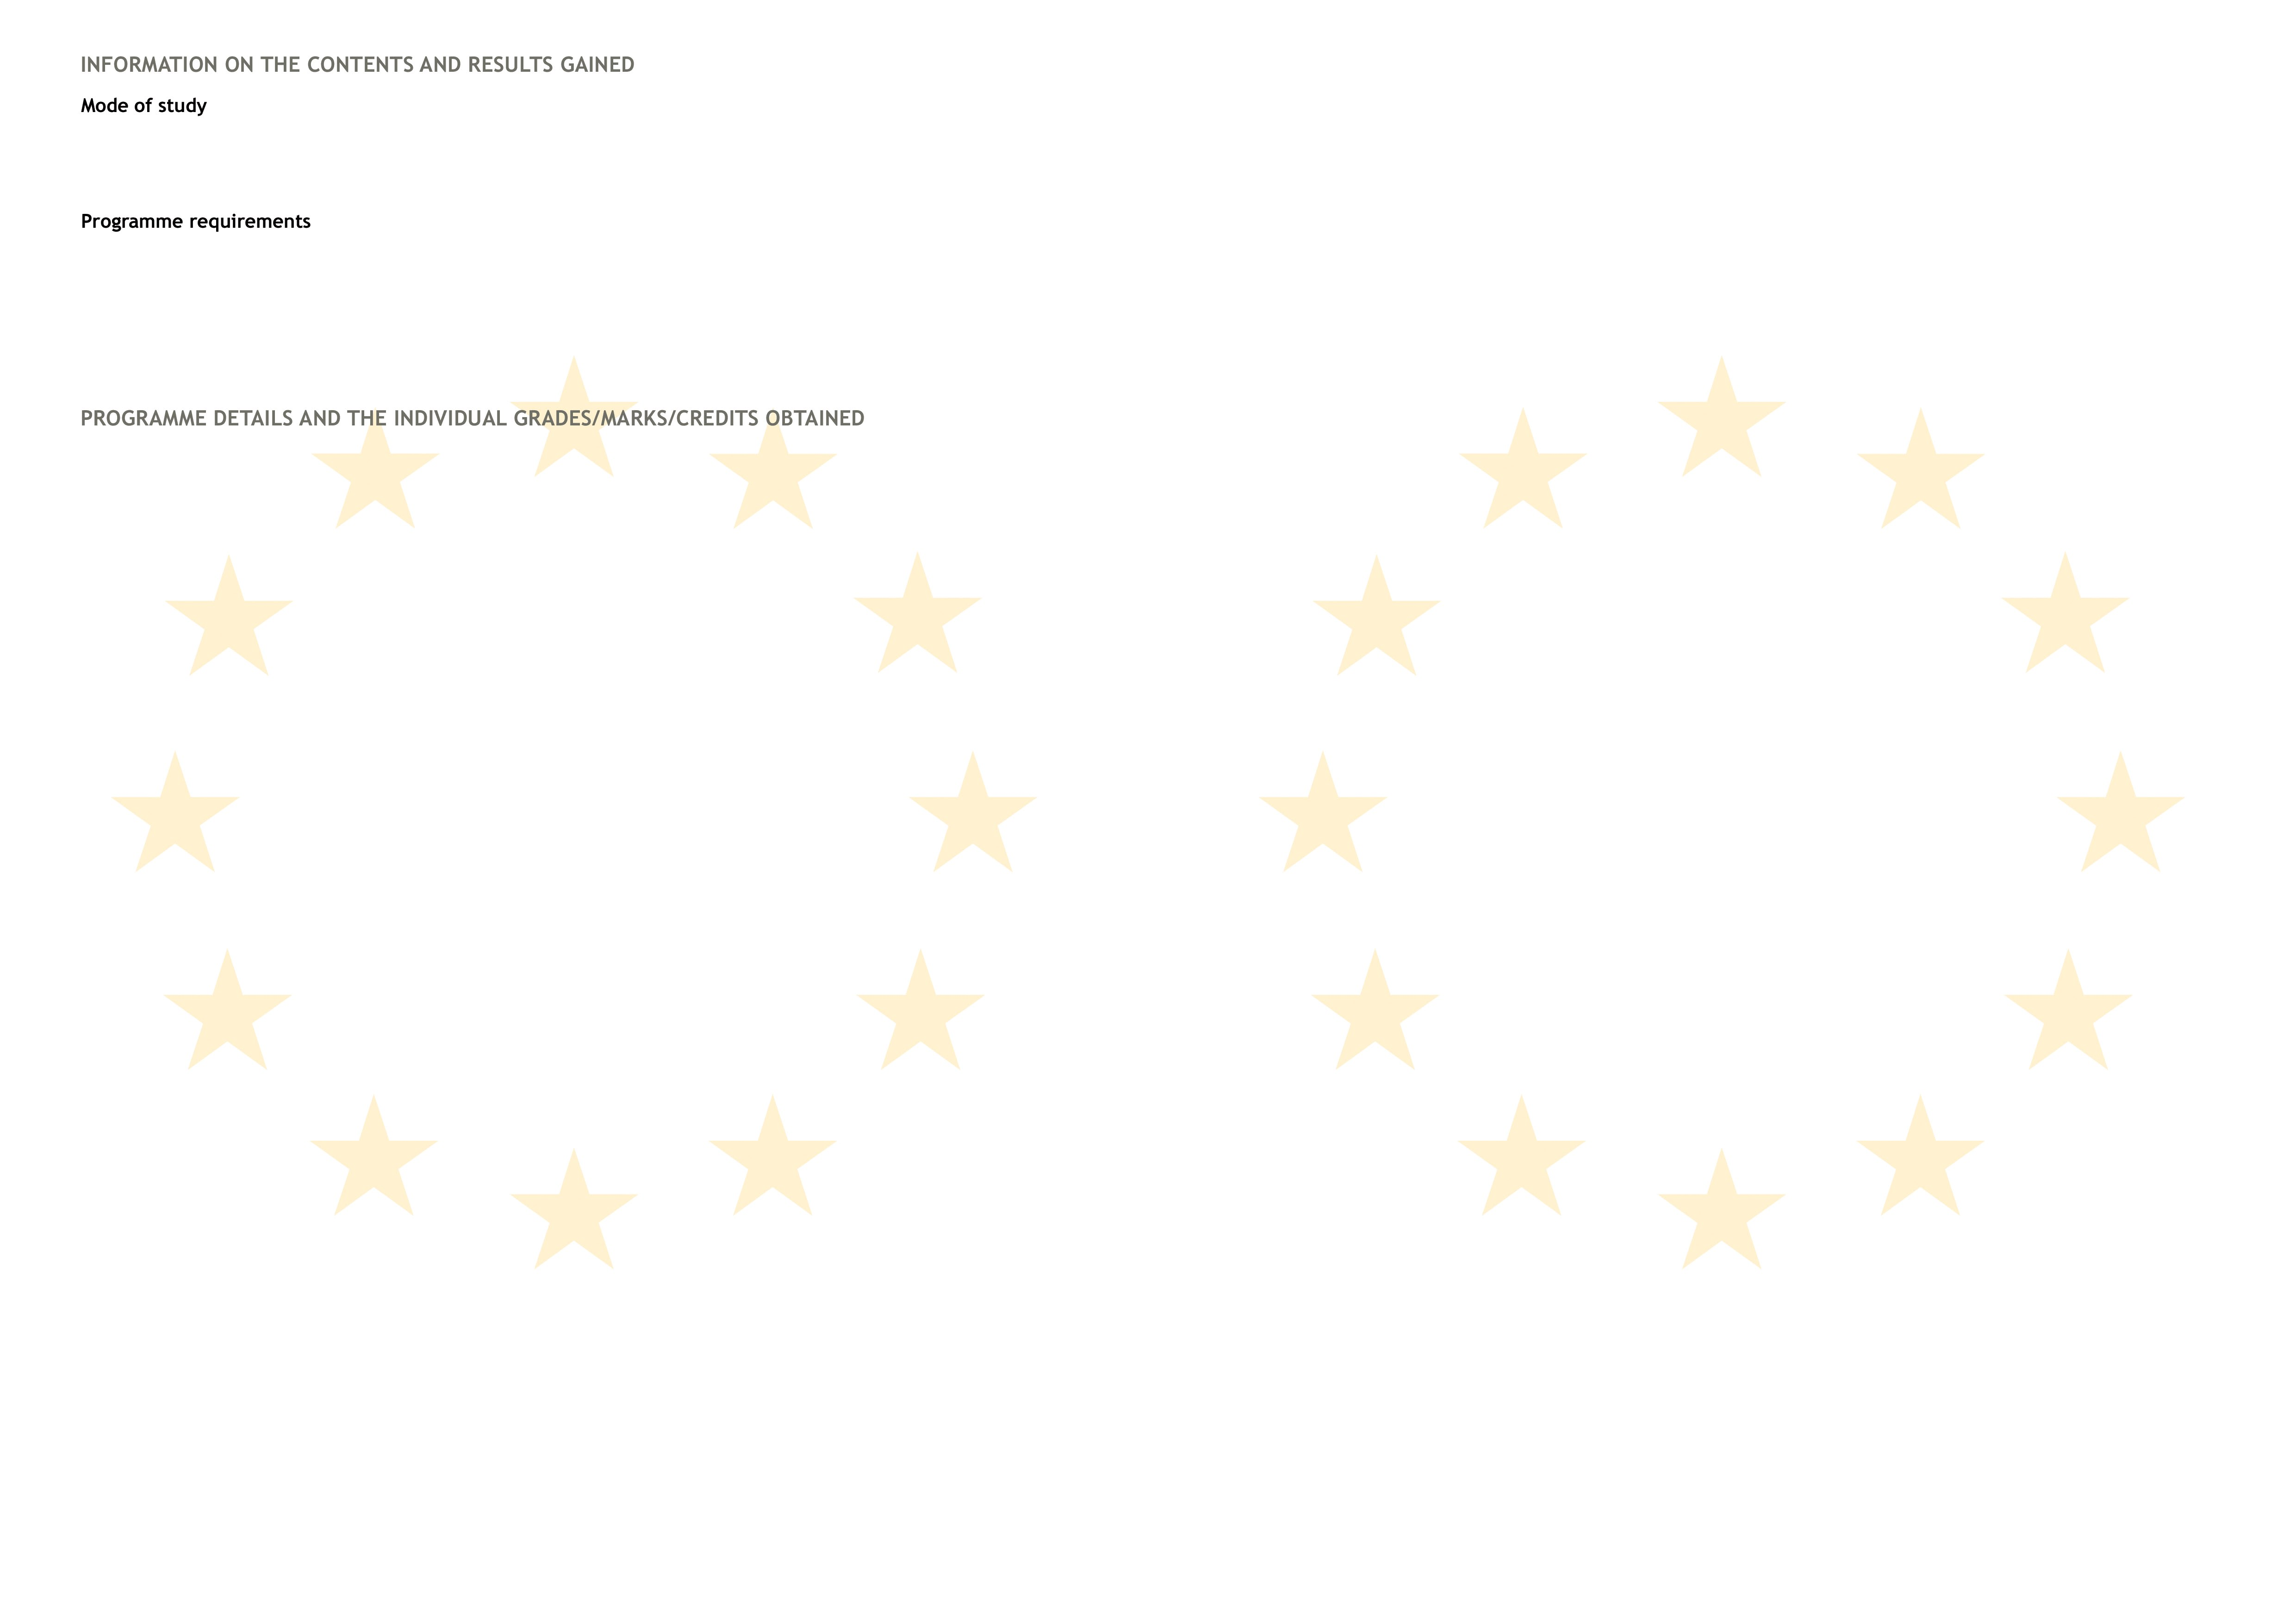 INFORMATION ON THE CONTENTS AND RESULTS GAINED
Mode of study
Programme requirements
PROGRAMME DETAILS AND THE INDIVIDUAL GRADES/MARKS/CREDITS OBTAINED